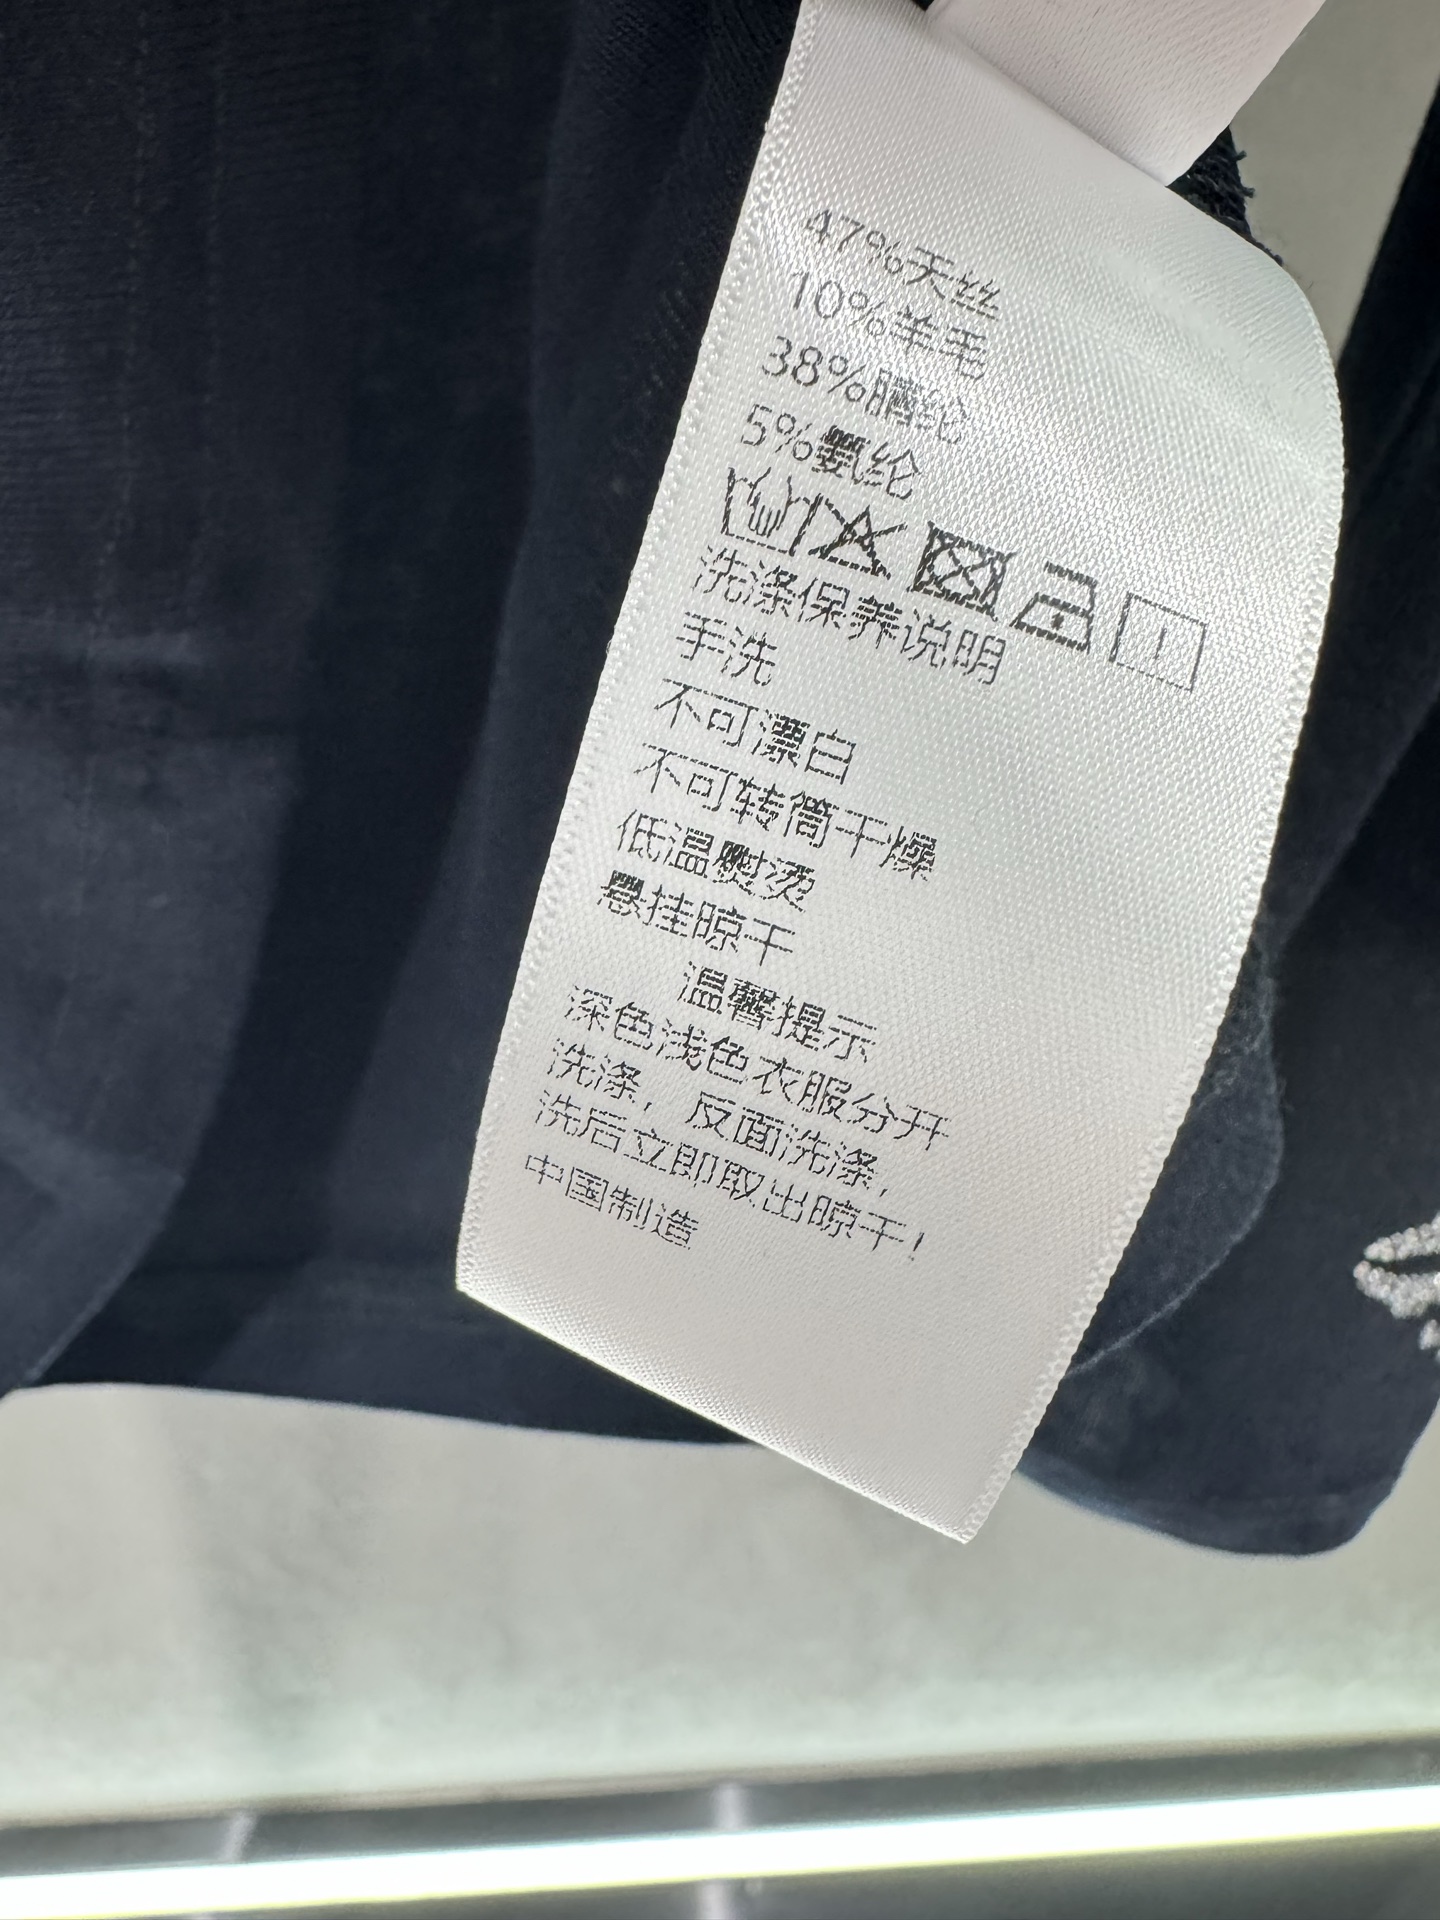 47%天丝
10%羊毛
38%腈纶
5%氨纶
洗涤保养说明
手洗
不可漂白
不可转筒干燥
低温熨烫
悬挂晾干
温馨提示
深色浅色衣服分开
洗涤，反面洗涤，
洗后立即取出晾干！
中国制造